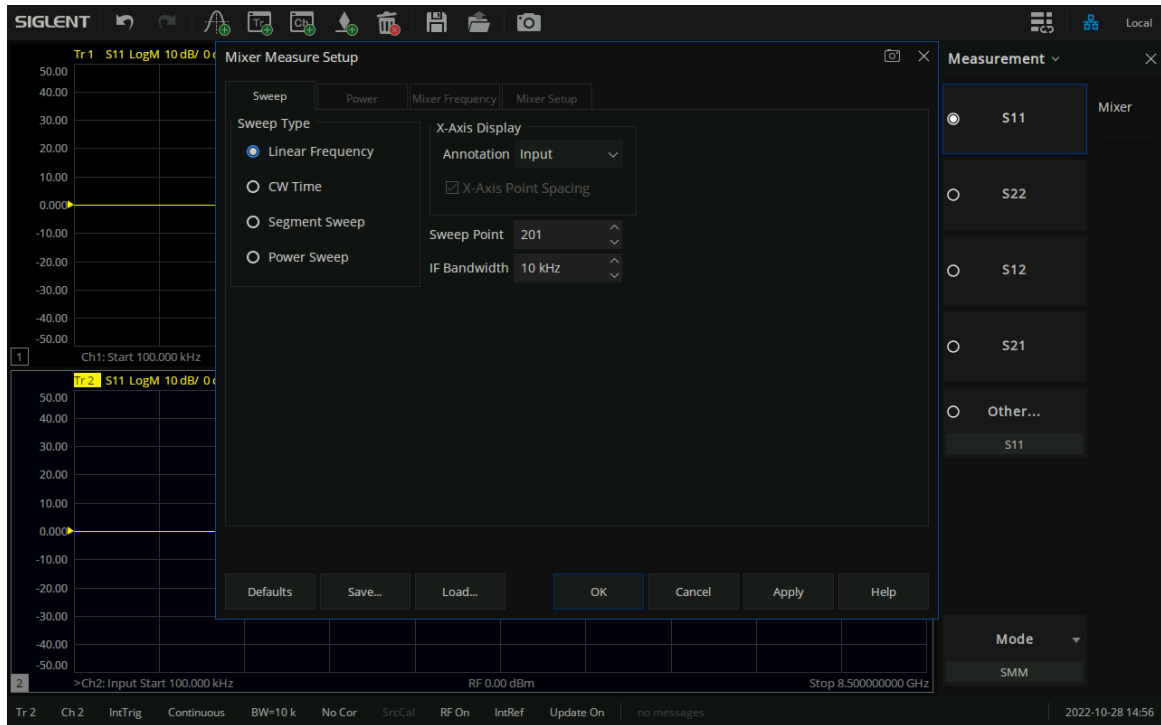 SIGLENT
Tr
Ch
Local
Tr 1 S11 LogM 10 dB/ 0
50.00
40.00
30.00
20.00
10.00
0.000
-10.00
-20.00
-30.00
-40.00
-50.00
1
Ch1: Start 100.000 kHz
Tr 2 S11 LogM 10 dB/ 0
50.00
40.00
30.00
20.00
10.00
0.000
-10.00
-20.00
-30.00
-40.00
-50.00
2
>Ch2: Input Start 100.000 kHz RF 0.00 dBm Stop 8.500000000 GHz
Mixer Measure Setup
Sweep Power Mixer Frequency Mixer Setup
Sweep Type
Linear Frequency
CW Time
Segment Sweep
Power Sweep
X-Axis Display
Annotation Input
X-Axis Point Spacing
Sweep Point 201
IF Bandwidth 10 kHz
Defaults Save... Load... OK Cancel Apply Help
Measurement
S11
Mixer
S22
S12
S21
Other...
S11
Mode
SMM
Tr 2 Ch 2 IntTrig Continuous BW=10 k No Cor SrcCal RF On IntRef Update On no messages 2022-10-28 14:56